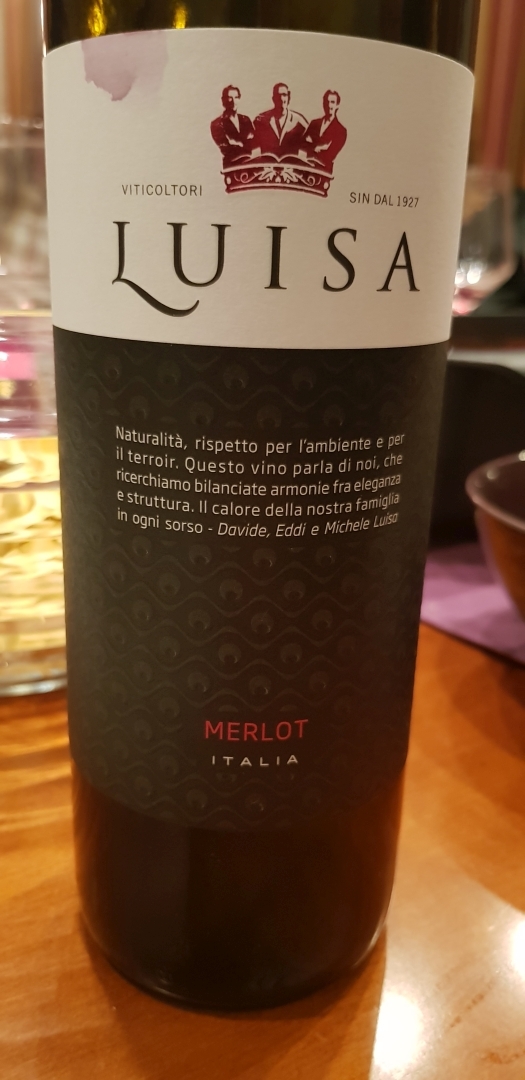 VITICOLTORI
SIN DAL 1927
LUISA
Naturalità, rispetto per l'ambiente e per
il terroir. Questo vino parla di noi, che
ricerchiamo bilanciate armonie fra eleganza
e struttura. Il calore della nostra famiglia
in ogni sorso - Davide, Eddi e Michele Luisa
MERLOT
ITALIA